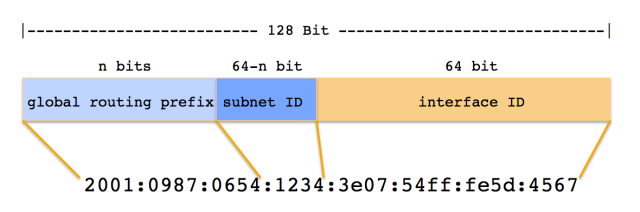 |-------------------------- 128 Bit -----------------------------|
n bits 64-n bit 64 bit
global routing prefix subnet ID interface ID
2001:0987:0654:1234:3e07:54ff:fe5d:4567